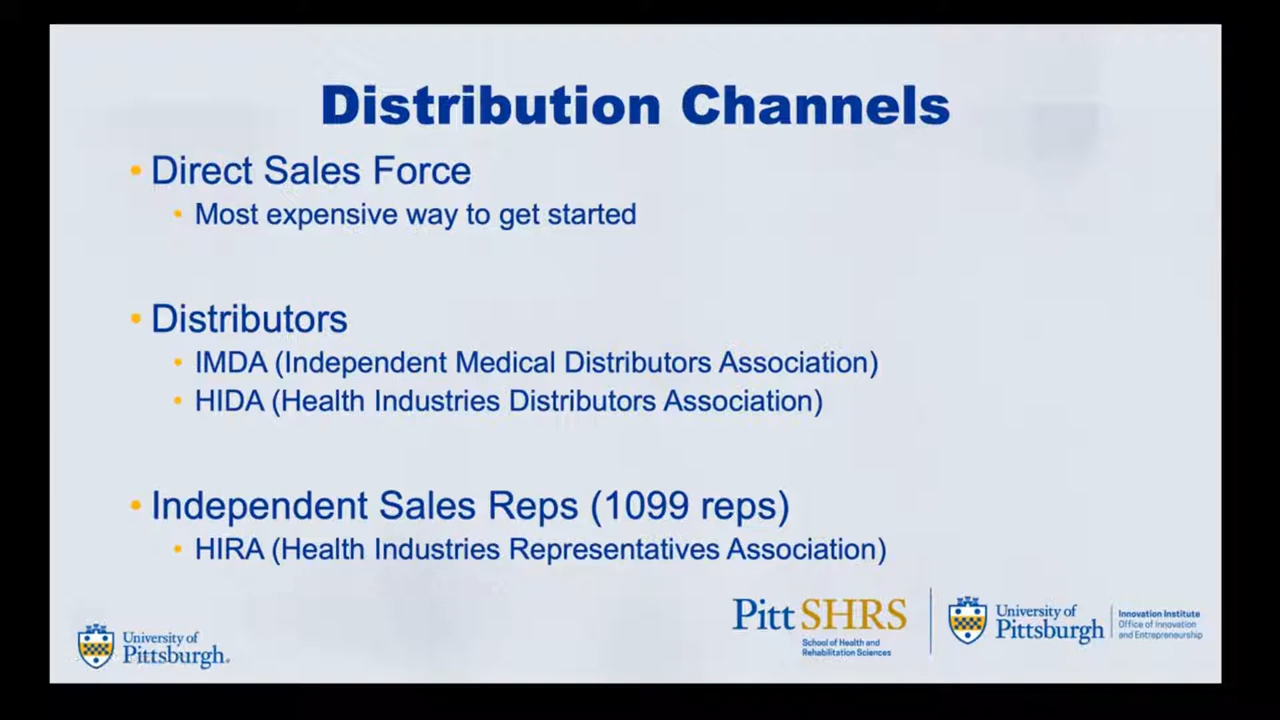 Distribution Channels
• Direct Sales Force
• Most expensive way to get started
• Distributors
• IMDA (Independent Medical Distributors Association)
• HIDA (Health Industries Distributors Association)
• Independent Sales Reps (1099 reps)
• HIRA (Health Industries Representatives Association)
University of
Pittsburgh.
Pitt SHRS
School of Health and
Rehabilitation Sciences
University of
Pittsburgh
Innovation Institute
Office of Innovation
and Entrepreneurship